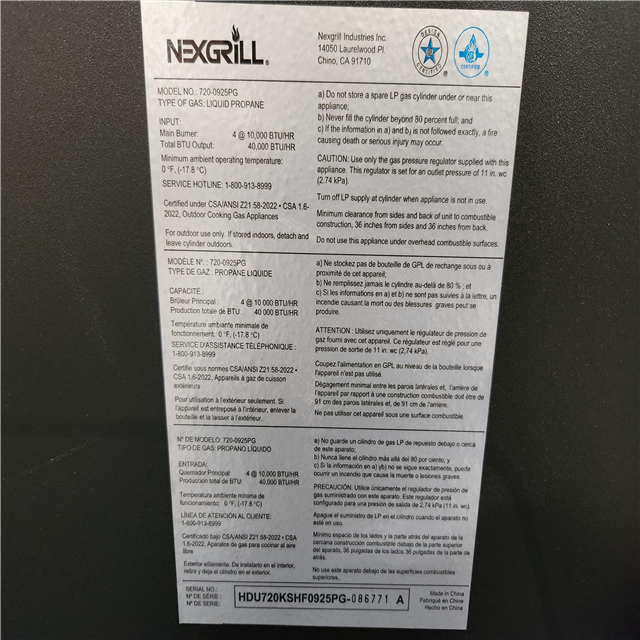 NEXGRILL®
Nexgrill Industries Inc.
14050 Laurelwood Pl.
Chino, CA 91710
DESIGN
CERTIFIED
CERTIFIED
MODEL NO.: 720-0925PG
TYPE OF GAS: LIQUID PROPANE
INPUT:
Main Burner: 4 @ 10,000 BTU/HR
Total BTU Output: 40,000 BTU/HR
Minimum ambient operating temperature:
0 °F, (-17.8 °C)
SERVICE HOTLINE: 1-800-913-8999
Certified under CSA/ANSI Z21.58-2022 • CSA 1.6-
2022, Outdoor Cooking Gas Appliances
For outdoor use only. If stored indoors, detach and
leave cylinder outdoors.
a) Do not store a spare LP gas cylinder under or near this
appliance;
b) Never fill the cylinder beyond 80 percent full; and
c) If the information in a) and b) is not followed exactly, a fire
causing death or serious injury may occur.
CAUTION: Use only the gas pressure regulator supplied with this
appliance. This regulator is set for an outlet pressure of 11 in. wc
(2.74 kPa).
Turn off LP supply at cylinder when appliance is not in use.
Minimum clearance from sides and back of unit to combustible
construction, 36 inches from sides and 36 inches from back.
Do not use this appliance under overhead combustible surfaces.
MODÈLE N°. : 720-0925PG
TYPE DE GAZ : PROPANE LIQUIDE
CAPACITÉ :
Brûleur Principal : 4 @ 10 000 BTU/HR
Production totale de BTU: 40 000 BTU/HR
Température ambiante minimale de
fonctionnement: 0 °F, (-17.8 °C)
SERVICE D'ASSISTANCE TÉLÉPHONIQUE :
1-800-913-8999
Certifié sous normes CSA/ANSI Z21.58-2022 •
CSA 1.6-2022, Appareils à gaz de cuisson
extérieurs
Pour utilisation à l'extérieur seulement. Si
l'appareil est entreposé à l'intérieur, enlever la
bouteille et la laisser à l'extérieur.
a) Ne stockez pas de bouteille de GPL de rechange sous ou à
proximité de cet appareil;
b) Ne remplissez jamais le cylindre au-delà de 80% ; et
c) Si les informations en a) et b) ne sont pas suivies à la lettre, un
incendie causant la mort ou des blessures graves peut se
produire.
ATTENTION : Utilisez uniquement le régulateur de pression de
gaz fourni avec cet appareil. Ce régulateur est réglé pour une
pression de sortie de 11 in. wc (2,74 kPa).
Coupez l'alimentation en GPL au niveau de la bouteille lorsque
l'appareil n'est pas utilisé.
Dégagement minimal entre les parois latérales et, l'arrière de
l'appareil par rapport à une construction combustible doit être de
91 cm des parois latérales et, de 91 cm de l'arrière.
Ne pas utiliser cet appareil sous une surface combustible.
N° DE MODELO: 720-0925PG
TIPO DE GAS: PROPANO LÍQUIDO
ENTRADA:
Quemador Principal: 4 @ 10,000 BTU/HR
Producción total de BTU: 40,000 BTU/HR
Temperatura ambiente mínima de
funcionamiento: 0 °F, (-17.8 °C)
LÍNEA DE ATENCIÓN AL CLIENTE:
1-800-913-8999
Certificado bajo CSA/ANSI Z21.58-2022 • CSA
1.6-2022, Aparatos de gas para cocinar al aire
libre
Exterior sólamente. De instalarlo en el interior,
retira y deja el cilindro en el exterior.
a) No guarde un cilindro de gas LP de repuesto debajo o cerca
de este aparato;
b) Nunca llene el cilindro más allá del 80 por ciento; y
c) Si la información en a) yb) no se sigue exactamente, puede
ocurrir un incendio que cause la muerte o lesiones graves.
PRECAUCIÓN: Utilice únicamente el regulador de presión de
gas suministrado con este aparato. Este regulador está
configurado para una presión de salida de 2,74 kPa (11 in. wc).
Apague el suministro de LP en el cilindro cuando el aparato no
esté en uso.
Mínimo espacio de los lados y la parte atrás del aparato de la
cercana construcción combustible debajo de la parte superior
del aparato, 36 pulgadas de los lados 36 pulgadas de la parte de
atrás.
No use este aparato debajo de las superficies combustibles
superiores.
SERIAL NO.:
N° DE SÉRIE :
N° DE SERIE:
HDU720KSHF0925PG-086771 A
Made in China
Fabriqué en Chine
Hecho en China